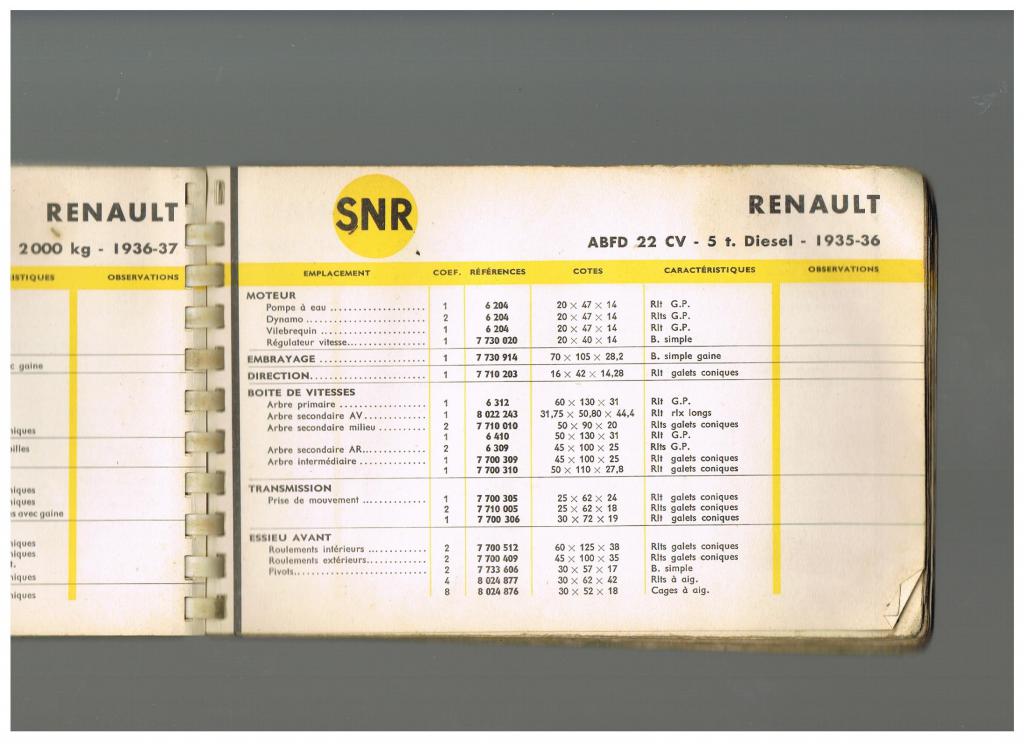 RENAULT
2 000 kg - 1936-37
ISTIQUES OBSERVATIONS
gaine
niques
illes
niques
niques
s avec gaine
niques
niques.
t.
niques
niques
SNR
RENAULT
ABFD 22 CV - 5 t. Diesel - 1935-36
EMPLACEMENT COEF. RÉFÉRENCES COTES CARACTÉRISTIQUES OBSERVATIONS
MOTEUR
Pompe à eau 1 6 204 20 × 47 × 14 Rlt G.P.
Dynamo 2 6 204 20 × 47 × 14 Rlts G.P.
Vilebrequin 1 6 204 20 × 47 × 14 Rlt G.P.
Régulateur vitesse 1 7 730 020 20 × 40 × 14 B. simple
EMBRAYAGE 1 7 730 914 70 × 105 × 28,2 B. simple gaine
DIRECTION 1 7 710 203 16 × 42 × 14,28 Rlt galets coniques
BOITE DE VITESSES
Arbre primaire 1 6 312 60 × 130 × 31 Rlt G.P.
Arbre secondaire AV 1 8 022 243 31,75 × 50,80 × 44,4 Rlt rlx longs
Arbre secondaire milieu 2 7 710 010 50 × 90 × 20 Rlts galets coniques
1 6 410 50 × 130 × 31 Rlt G.P.
Arbre secondaire AR 2 6 309 45 × 100 × 25 Rlts G.P.
Arbre intermédiaire 1 7 700 309 45 × 100 × 25 Rlt galets coniques
1 7 700 310 50 × 110 × 27,8 Rlt galets coniques
TRANSMISSION
Prise de mouvement 1 7 700 305 25 × 62 × 24 Rlt galets coniques
2 7 710 005 25 × 62 × 18 Rlts galets coniques
1 7 700 306 30 × 72 × 19 Rlt galets coniques
ESSIEU AVANT
Roulements intérieurs 2 7 700 512 60 × 125 × 38 Rlts galets coniques
Roulements extérieurs 2 7 700 409 45 × 100 × 35 Rlts galets coniques
Pivots 2 7 733 606 30 × 57 × 17 B. simple
4 8 024 877 30 × 62 × 42 Rlts à aig.
8 8 024 876 30 × 52 × 18 Cages à aig.